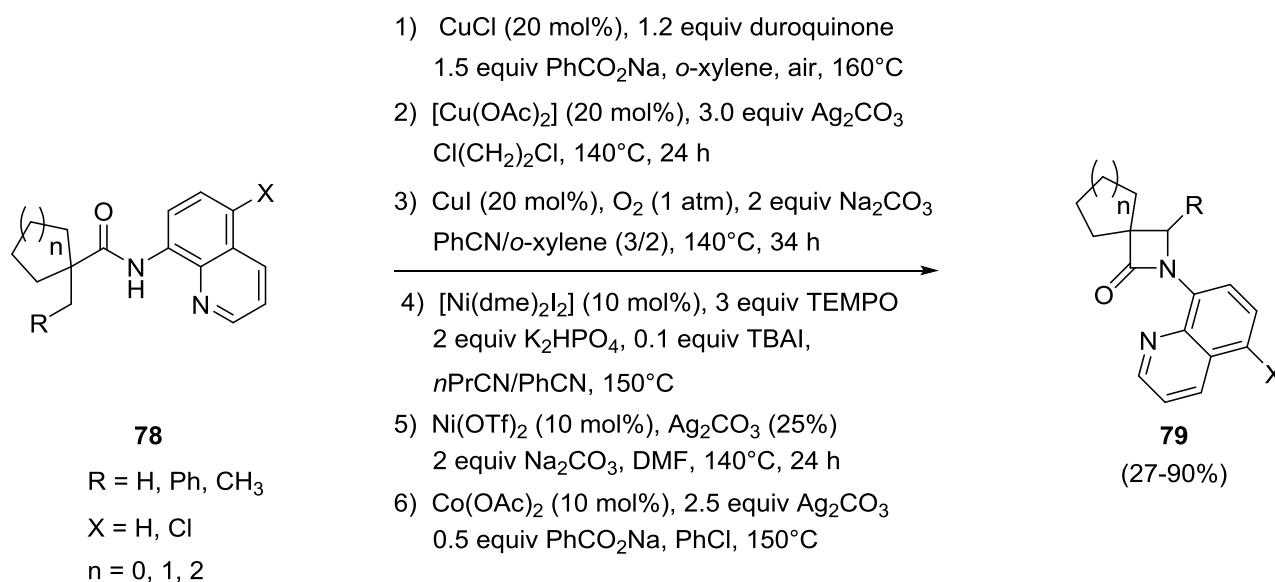 1) CuCl (20 mol%), 1.2 equiv duroquinone
1.5 equiv PhCO₂Na, o-xylene, air, 160°C
2) [Cu(OAc)₂] (20 mol%), 3.0 equiv Ag₂CO₃
Cl(CH₂)₂Cl, 140°C, 24 h
3) CuI (20 mol%), O₂ (1 atm), 2 equiv Na₂CO₃
PhCN/o-xylene (3/2), 140°C, 34 h
4) [Ni(dme)₂I₂] (10 mol%), 3 equiv TEMPO
2 equiv K₂HPO₄, 0.1 equiv TBAI,
nPrCN/PhCN, 150°C
5) Ni(OTf)₂ (10 mol%), Ag₂CO₃ (25%)
2 equiv Na₂CO₃, DMF, 140°C, 24 h
6) Co(OAc)₂ (10 mol%), 2.5 equiv Ag₂CO₃
0.5 equiv PhCO₂Na, PhCl, 150°C
( )
n
O
N
H
N
X
R
78
R = H, Ph, CH₃
X = H, Cl
n = 0, 1, 2
( )
n
R
O
N
N
X
79
(27-90%)